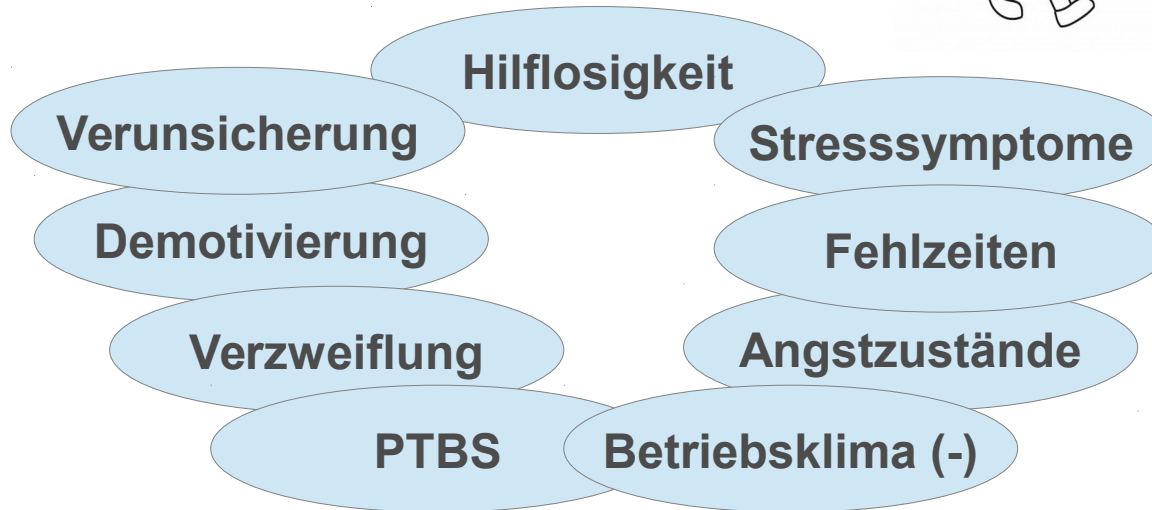 Hilflosigkeit
Verunsicherung
Stresssymptome
Demotivierung
Fehlzeiten
Verzweiflung
Angstzustände
PTBS
Betriebsklima (-)